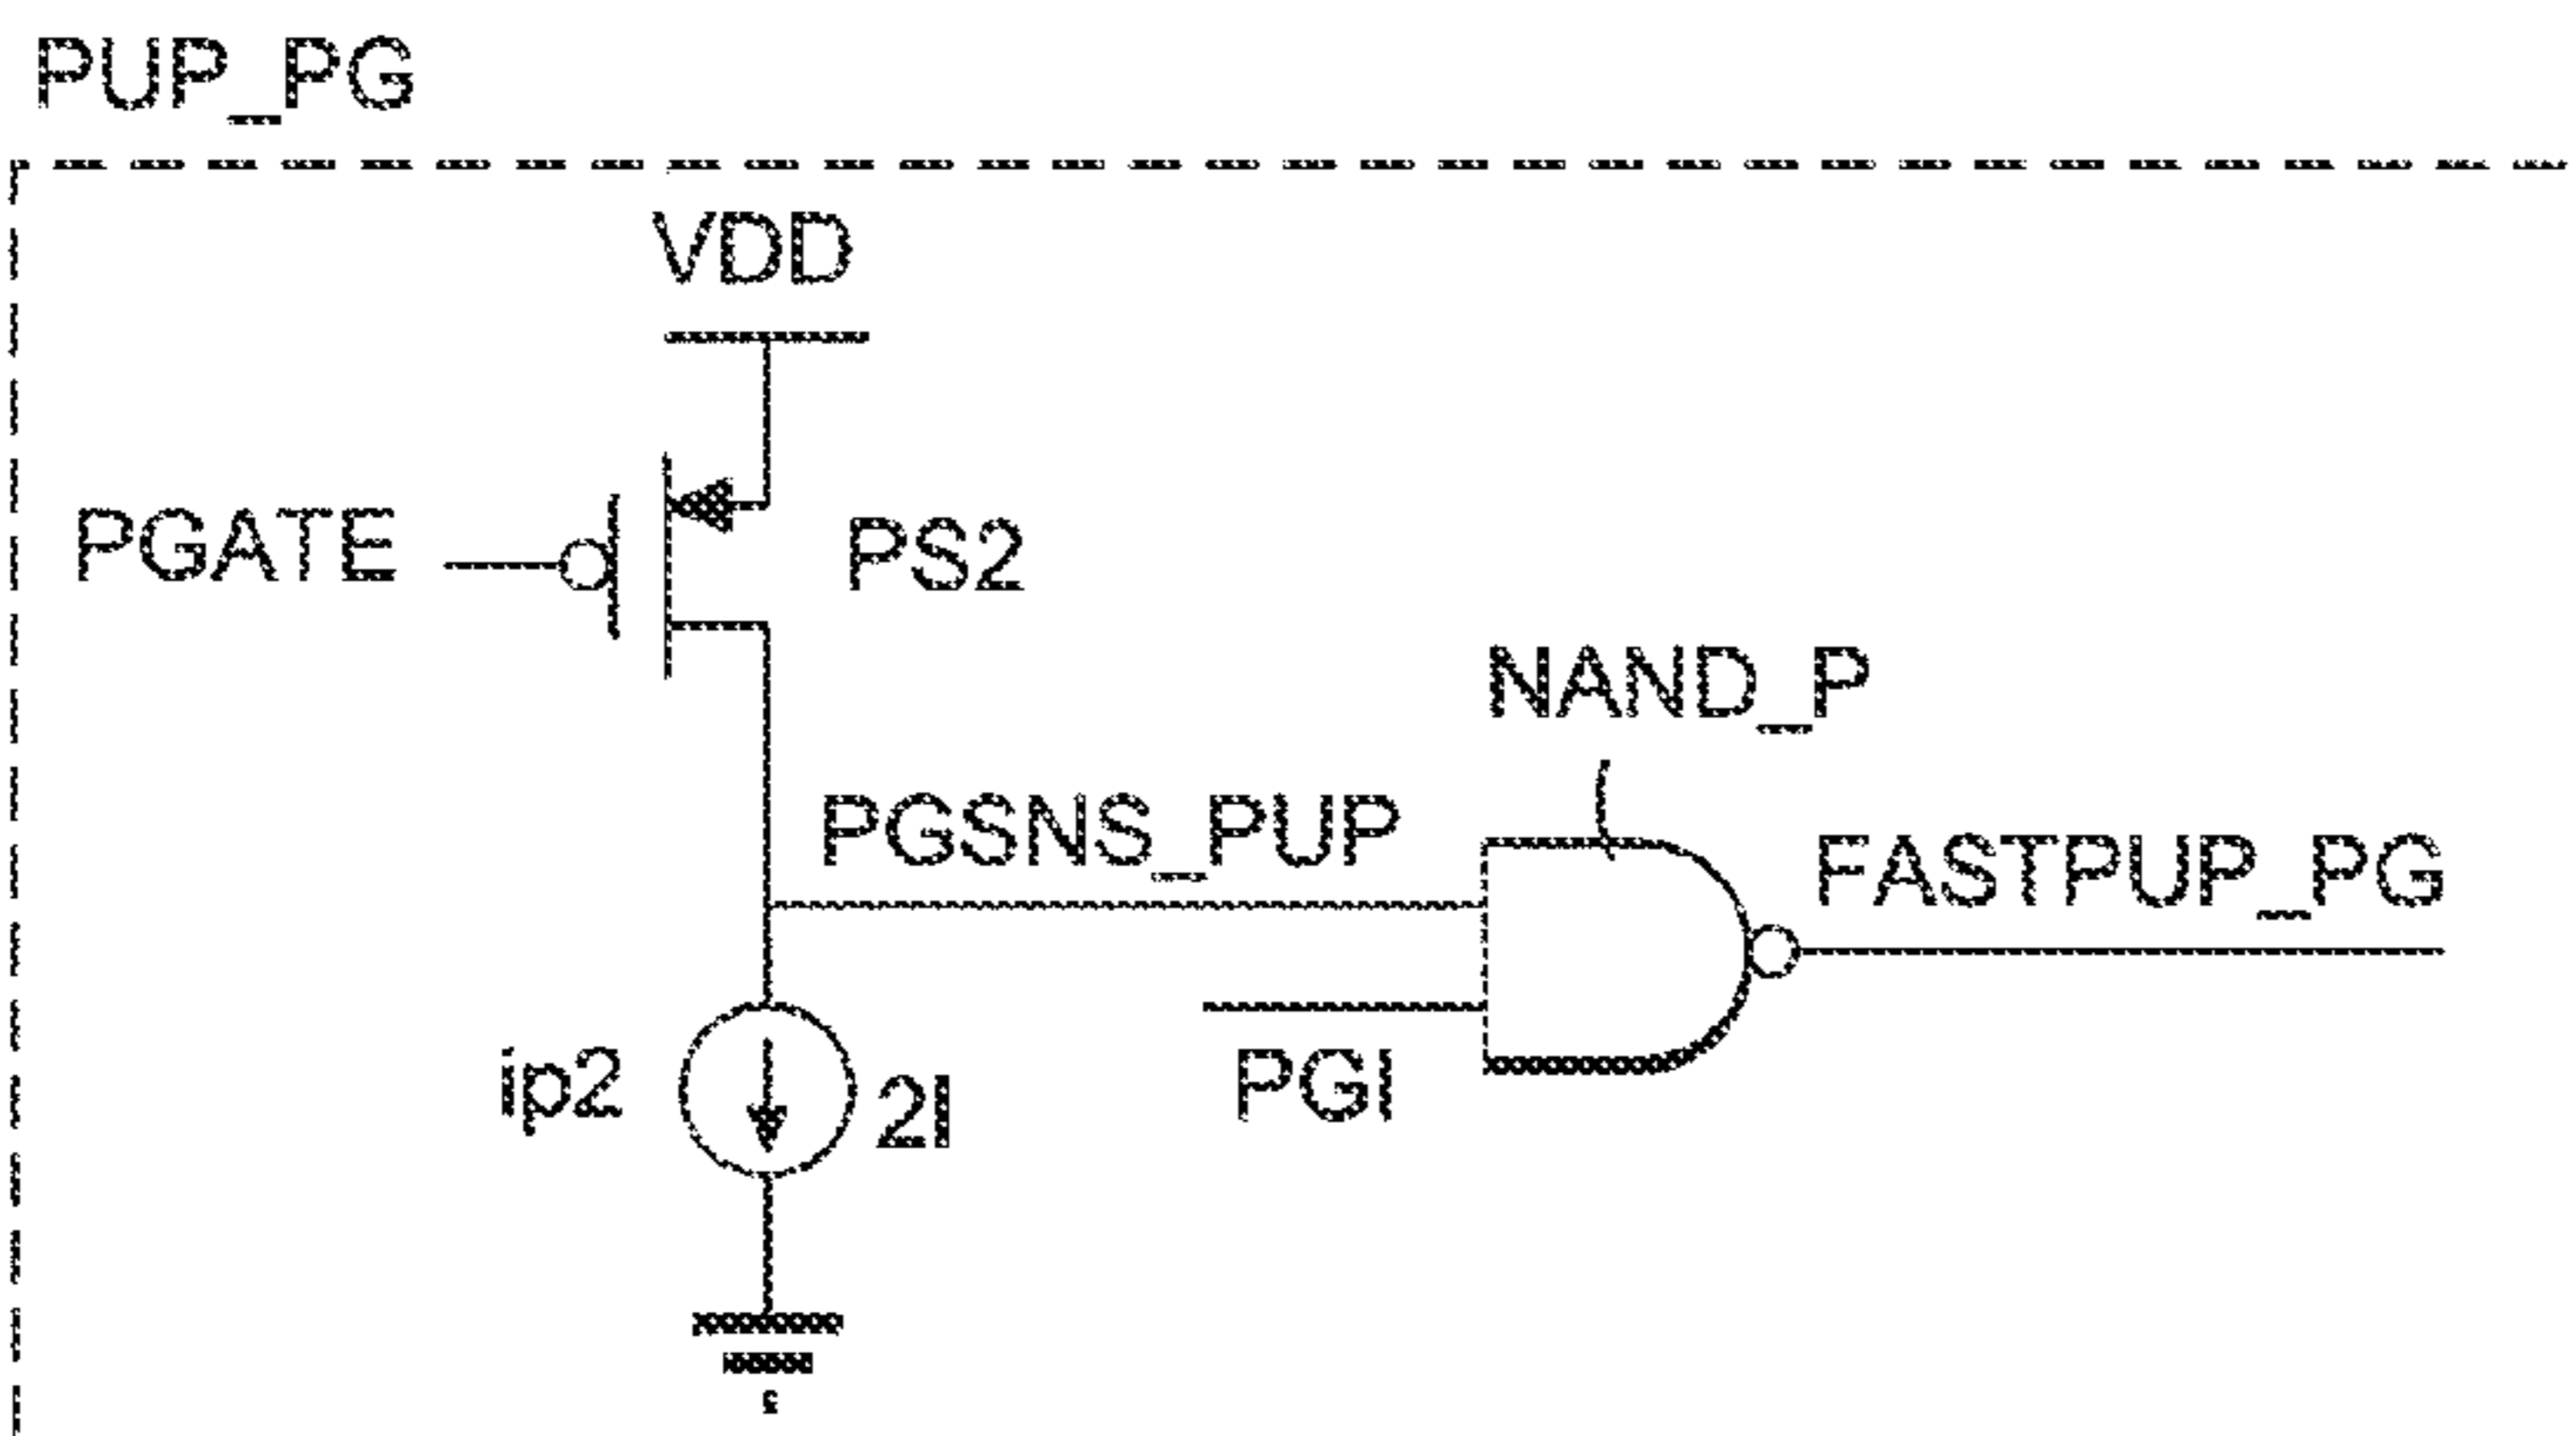 PUP_PG
VDD
PGATE
PS2
NAND_P
PGSNS_PUP
FASTPUP_PG
PGI
ip2
2I